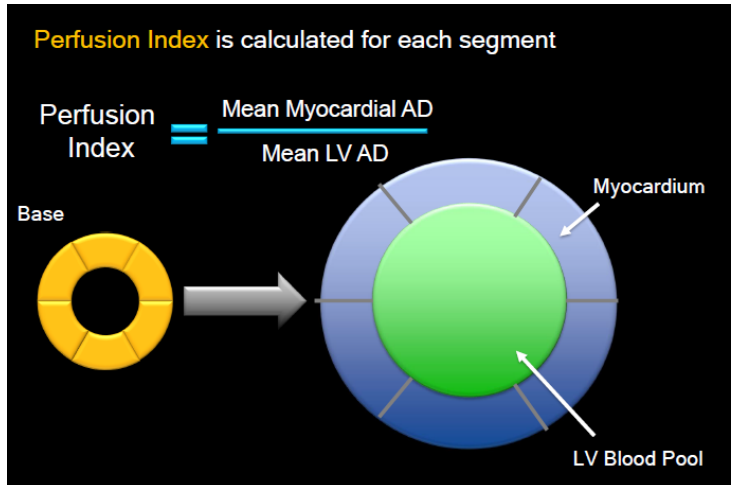 Perfusion Index is calculated for each segment
Perfusion
Index
Mean Myocardial AD
Mean LV AD
Myocardium
Base
LV Blood Pool